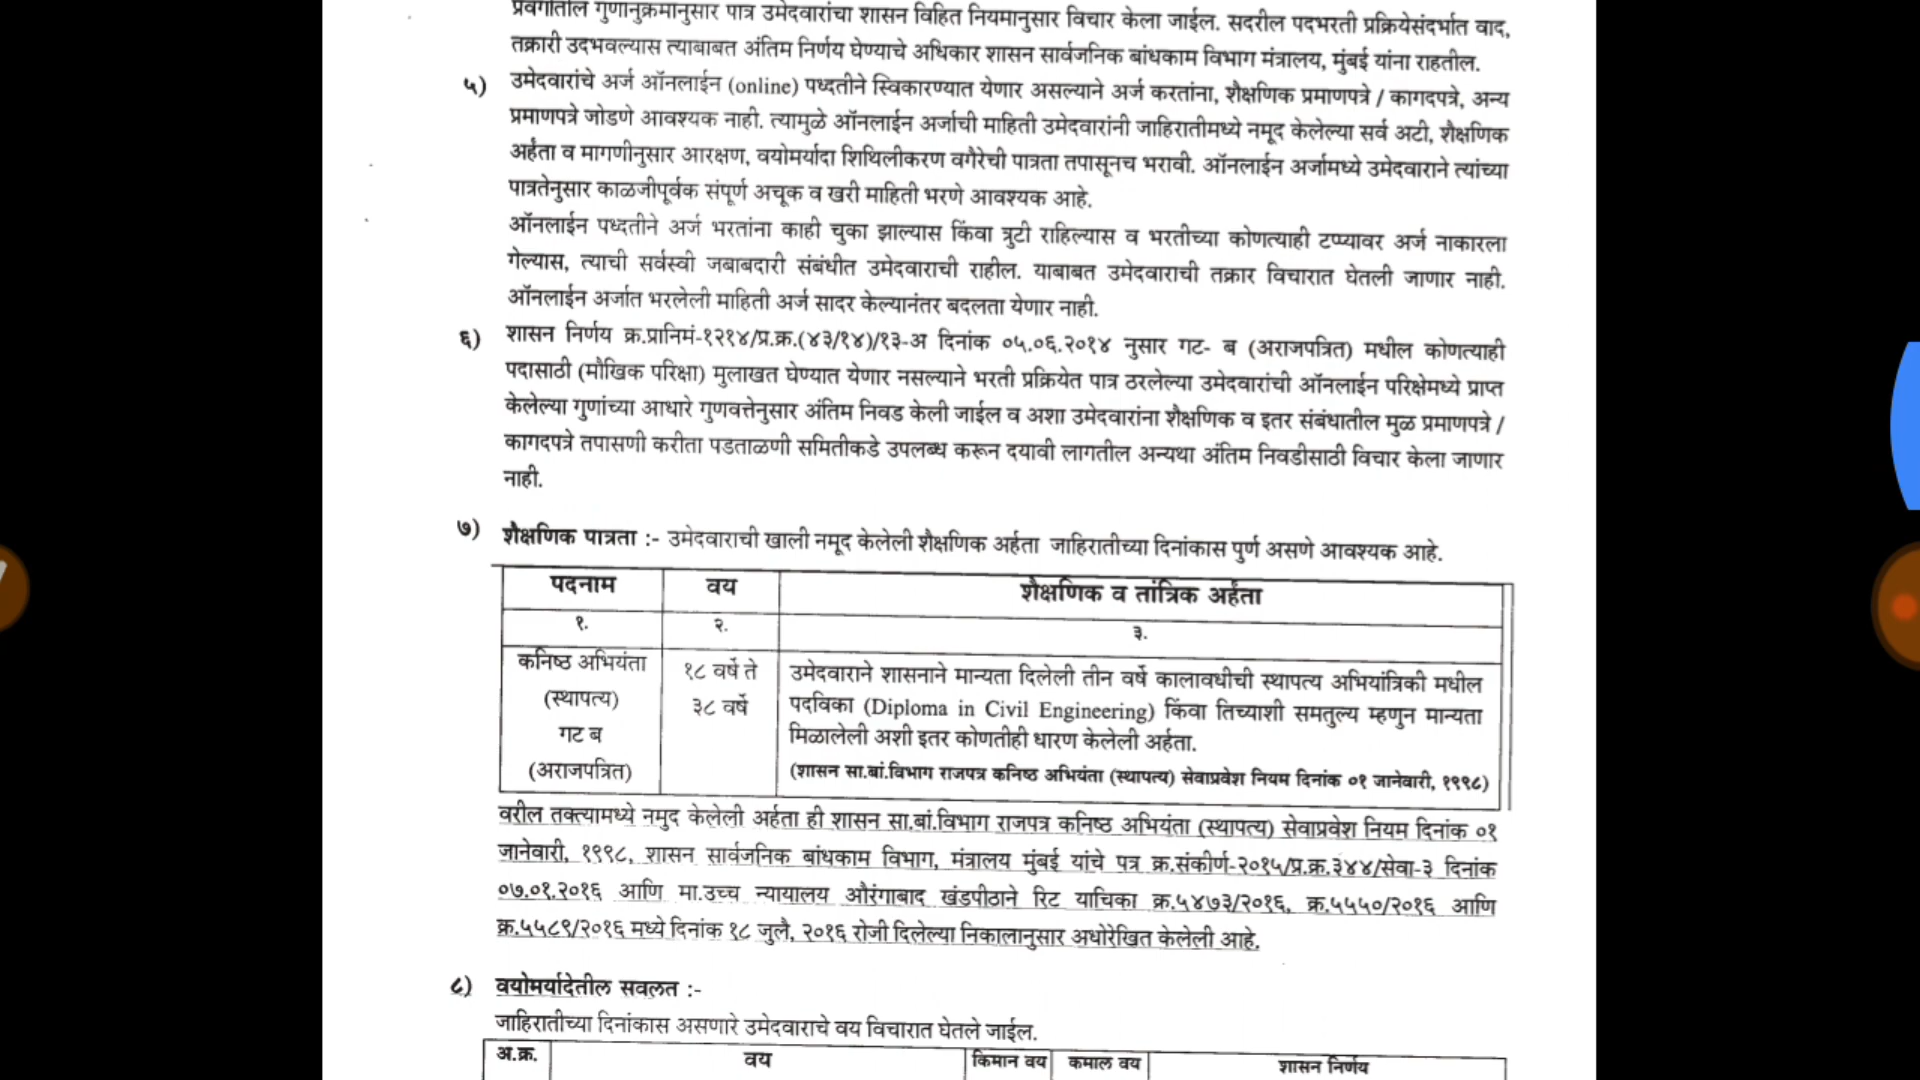 प्रवर्गातील गुणानुक्रमानुसार पात्र उमेदवारांचा शासन विहित नियमानुसार विचार केला जाईल. सदरील पदभरती प्रक्रियेसंदर्भात वाद,
तक्रारी उदभवल्यास त्याबाबत अंतिम निर्णय घेण्याचे अधिकार शासन सार्वजनिक बांधकाम विभाग मंत्रालय, मुंबई यांना राहतील.
५) उमेदवारांचे अर्ज ऑनलाईन (online) पध्दतीने स्विकारण्यात येणार असल्याने अर्ज करतांना, शैक्षणिक प्रमाणपत्रे / कागदपत्रे, अन्य
प्रमाणपत्रे जोडणे आवश्यक नाही. त्यामुळे ऑनलाईन अर्जाची माहिती उमेदवारांनी जाहिरातीमध्ये नमूद केलेल्या सर्व अटी, शैक्षणिक
अर्हता व मागणीनुसार आरक्षण, वयोमर्यादा शिथिलीकरण वगैरेची पात्रता तपासूनच भरावी. ऑनलाईन अर्जामध्ये उमेदवाराने त्यांच्या
पात्रतेनुसार काळजीपूर्वक संपूर्ण अचूक व खरी माहिती भरणे आवश्यक आहे.
ऑनलाईन पध्दतीने अर्ज भरतांना काही चुका झाल्यास किंवा त्रुटी राहिल्यास व भरतीच्या कोणत्याही टप्प्यावर अर्ज नाकारला
गेल्यास, त्याची सर्वस्वी जबाबदारी संबंधीत उमेदवाराची राहील. याबाबत उमेदवाराची तक्रार विचारात घेतली जाणार नाही.
ऑनलाईन अर्जात भरलेली माहिती अर्ज सादर केल्यानंतर बदलता येणार नाही.
६) शासन निर्णय क्र.प्रानिमं-१२१४/प्र.क्र.(४३/१४)/१३-अ दिनांक ०५.०६.२०१४ नुसार गट- ब (अराजपत्रित) मधील कोणत्याही
पदासाठी (मौखिक परिक्षा) मुलाखत घेण्यात येणार नसल्याने भरती प्रक्रियेत पात्र ठरलेल्या उमेदवारांची ऑनलाईन परिक्षेमध्ये प्राप्त
केलेल्या गुणांच्या आधारे गुणवत्तेनुसार अंतिम निवड केली जाईल व अशा उमेदवारांना शैक्षणिक व इतर संबंधातील मुळ प्रमाणपत्रे /
कागदपत्रे तपासणी करीता पडताळणी समितीकडे उपलब्ध करून दयावी लागतील अन्यथा अंतिम निवडीसाठी विचार केला जाणार
नाही.
७) शैक्षणिक पात्रता :- उमेदवाराची खाली नमूद केलेली शैक्षणिक अर्हता जाहिरातीच्या दिनांकास पुर्ण असणे आवश्यक आहे.
पदनाम वय शैक्षणिक व तांत्रिक अर्हता
१. २. ३.
कनिष्ठ अभियंता १८ वर्षे ते उमेदवाराने शासनाने मान्यता दिलेली तीन वर्षे कालावधीची स्थापत्य अभियांत्रिकी मधील
(स्थापत्य) ३८ वर्षे पदविका (Diploma in Civil Engineering) किंवा तिच्याशी समतुल्य म्हणुन मान्यता
गट ब मिळालेली अशी इतर कोणतीही धारण केलेली अर्हता.
(अराजपत्रित) (शासन सा.बां.विभाग राजपत्र कनिष्ठ अभियंता (स्थापत्य) सेवाप्रवेश नियम दिनांक ०१ जानेवारी, १९९८)
वरील तक्त्यामध्ये नमुद केलेली अर्हता ही शासन सा.बां.विभाग राजपत्र कनिष्ठ अभियंता (स्थापत्य) सेवाप्रवेश नियम दिनांक ०१
जानेवारी, १९९८, शासन सार्वजनिक बांधकाम विभाग, मंत्रालय मुंबई यांचे पत्र क्र.संकीर्ण-२०१५/प्र.क्र.३४४/सेवा-३ दिनांक
०७.०१.२०१६ आणि मा.उच्च न्यायालय औरंगाबाद खंडपीठाने रिट याचिका क्र.५४७३/२०१६, क्र.५५५०/२०१६ आणि
क्र.५५८९/२०१६ मध्ये दिनांक १८ जुलै, २०१६ रोजी दिलेल्या निकालानुसार अधोरेखित केलेली आहे.
८) वयोमर्यादेतील सवलत :-
जाहिरातीच्या दिनांकास असणारे उमेदवाराचे वय विचारात घेतले जाईल.
अ.क्र. वय किमान वय कमाल वय शासन निर्णय